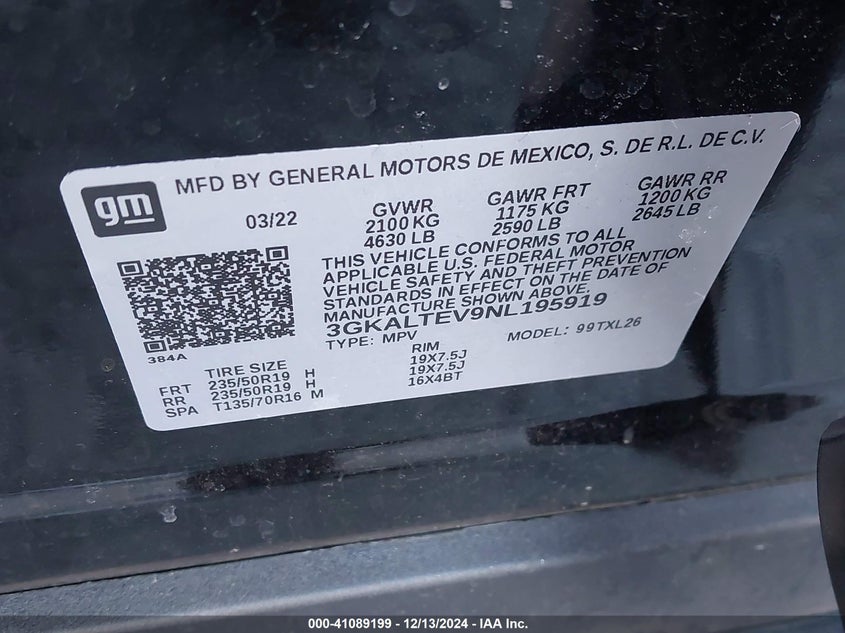 gm
MFD BY GENERAL MOTORS DE MEXICO, S. DE R.L. DE C.V.
03/22
GVWR
2100 KG
4630 LB
GAWR FRT
1175 KG
2590 LB
GAWR RR
1200 KG
2645 LB
THIS VEHICLE CONFORMS TO ALL
APPLICABLE U.S. FEDERAL MOTOR
VEHICLE SAFETY AND THEFT PREVENTION
STANDARDS IN EFFECT ON THE DATE OF
MANUFACTURE SHOWN ABOVE.
3GKALTEV9NL195919
TYPE: MPV
MODEL: 99TXL26
384A
TIRE SIZE RIM
FRT 235/50R19 H 19X7.5J
RR 235/50R19 H 19X7.5J
SPA T135/70R16 M 16X4BT
000-41089199 - 12/13/2024 - IAA Inc.